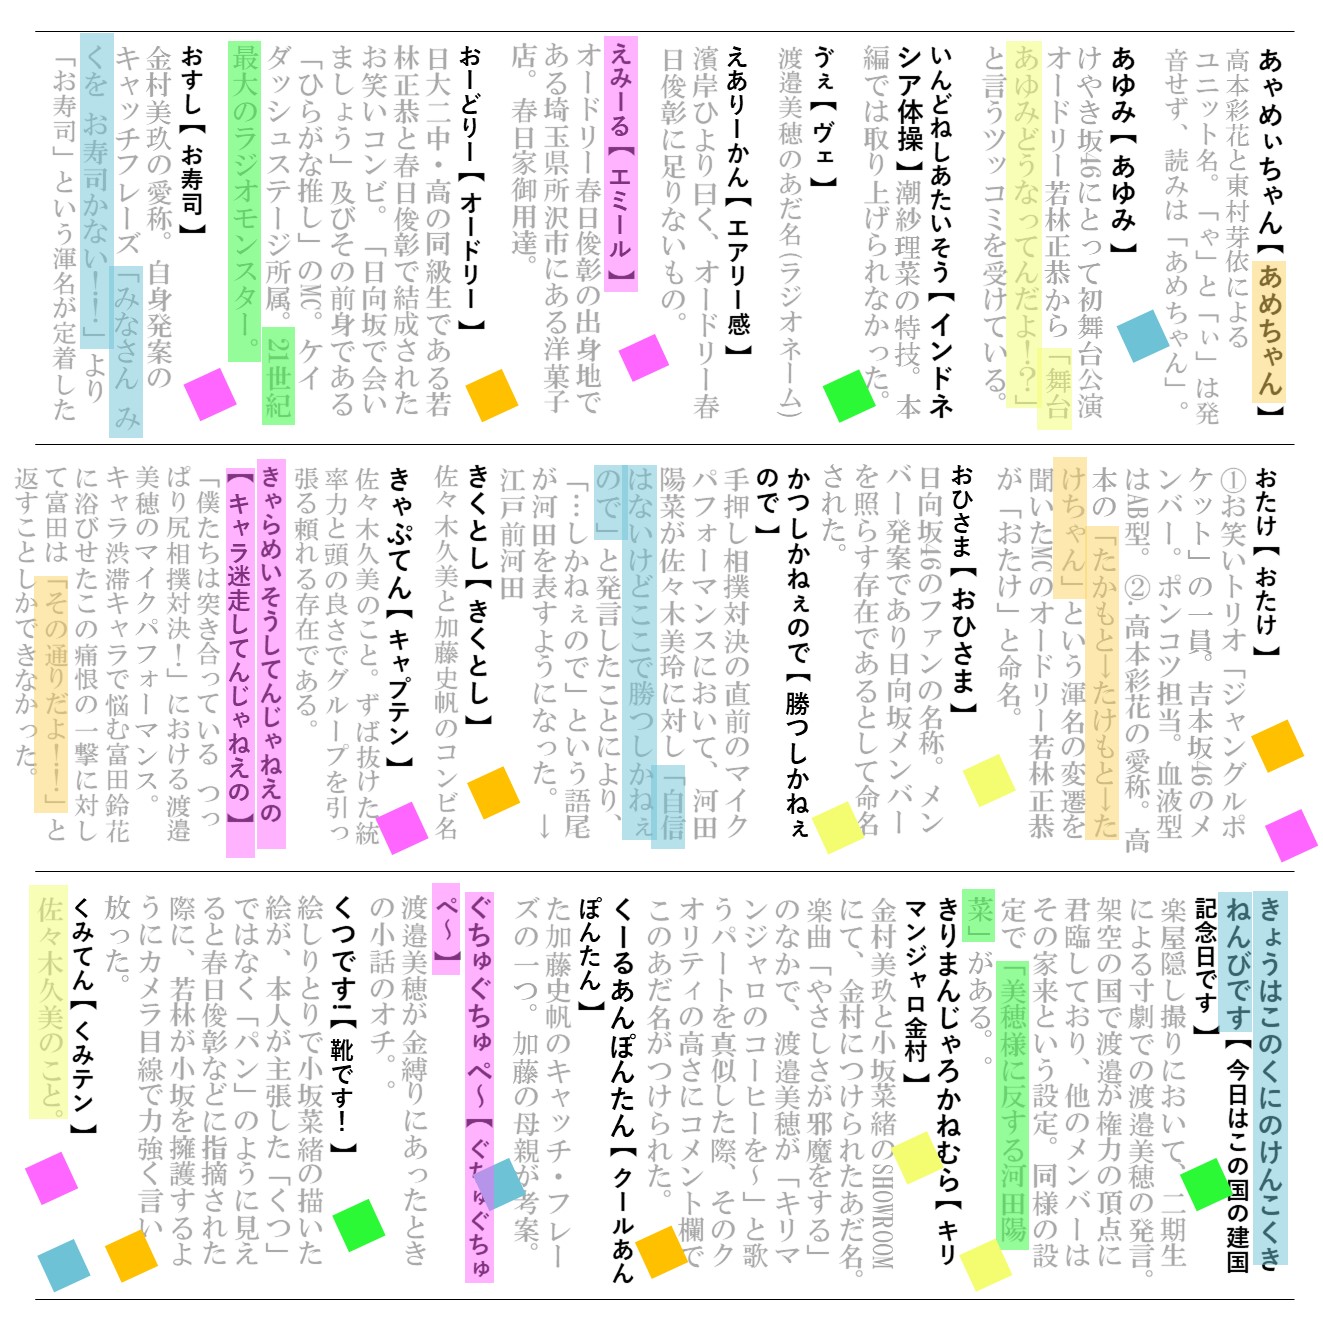 あゃめぃちゃん【あめちゃん】
高本彩花と東村芽依による
ユニット名。「ゃ」と「ぃ」は発
音せず、読みは「あめちゃん」。
あゆみ【あゆみ】
けやき坂46にとって初舞台公演
オードリー若林正恭から「舞台
あゆみどうなってんだよ!?」
と言うツッコミを受けている。
いんどねしあたいそう【インドネ
シア体操】潮紗理菜の特技。本
編では取り上げられなかった。
ゔぇ【ヴェ】
渡邉美穂のあだ名(ラジオネーム)
えありーかん【エアリー感】
濱岸ひより曰く、オードリー春
日俊彰に足りないもの。
えみーる【エミール】
オードリー春日俊彰の出身地で
ある埼玉県所沢市にある洋菓子
店。春日家御用達。
おーどりー【オードリー】
日大二中・高の同級生である若
林正恭と春日俊彰で結成された
お笑いコンビ。「日向坂で会い
ましょう」及びその前身である
「ひらがな推し」のMC。ケイ
ダッシュステージ所属。21世紀
最大のラジオモンスター。
おすし【お寿司】
金村美玖の愛称。自身発案の
キャッチフレーズ「みなさん み
くを お寿司かない!!」より
「お寿司」という渾名が定着した
おたけ【おたけ】
①お笑いトリオ「ジャングルポ
ケット」の一員。吉本坂46のメ
ンバー。ポンコツ担当。血液型
はAB型。②.高本彩花の愛称。高
本の「たかもと→たけもと→た
けちゃん」という渾名の変遷を
聞いたMCのオードリー若林正恭
が「おたけ」と命名。
おひさま【おひさま】
日向坂46のファンの名称。メン
バー発案であり日向坂メンバー
を照らす存在であるとして命名
された。
かつしかねぇので【勝つしかねぇ
ので】
手押し相撲対決の直前のマイク
パフォーマンスにおいて、河田
陽菜が佐々木美玲に対し「自信
はないけどここで勝つしかねぇ
ので」と発言したことにより、
「…しかねぇので」という語尾
が河田を表すようになった。→
江戸前河田
きくとし【きくとし】
佐々木久美と加藤史帆のコンビ名
きゃぷてん【キャプテン】
佐々木久美のこと。ずば抜けた統
率力と頭の良さでグループを引っ
張る頼れる存在である。
きゃらめいそうしてんじゃねえの
【キャラ迷走してんじゃねえの】
「僕たちは突き合っている つっ
ぱり尻相撲対決!」における渡邉
美穂のマイクパフォーマンス。
キャラ渋滞キャラで悩む富田鈴花
に浴びせたこの痛恨の一撃に対し
て富田は「その通りだよ!!」と
返すことしかできなかった。
きょうはこのくにのけんこくき
ねんびです【今日はこの国の建国
記念日です】
楽屋隠し撮りにおいて、二期生
による寸劇での渡邉美穂の発言。
架空の国で渡邉が権力の頂点に
君臨しており、他のメンバーは
その家来という設定。同様の設
定で「美穂様に反する河田陽
菜」がある。。
きりまんじゃろかねむら【キリ
マンジャロ金村】
金村美玖と小坂菜緒のSHOWROOM
にて、金村につけられたあだ名。
楽曲「やさしさが邪魔をする」
のなかで、渡邉美穂が「キリマ
ンジャロのコーヒーを〜」と歌
うパートを真似した際、そのク
オリティの高さにコメント欄で
このあだ名がつけられた。
くーるあんぽんたん【クールあん
ぽんたん】
た加藤史帆のキャッチ・フレー
ズの一つ。加藤の母親が考案。
ぐちゅぐちゅ ぺ〜【ぐちゅぐちゅ
ぺ〜】
渡邉美穂が金縛りにあったとき
の小話のオチ。。
くつです!【靴です!】
絵しりとりで小坂菜緒の描いた
絵が、本人が主張した「くつ」
ではなく「パン」のように見え
ると春日俊彰などに指摘された
際に、若林が小坂を擁護するよ
うにカメラ目線で力強く言い
放った。
くみてん【くみテン】
佐々木久美のこと。